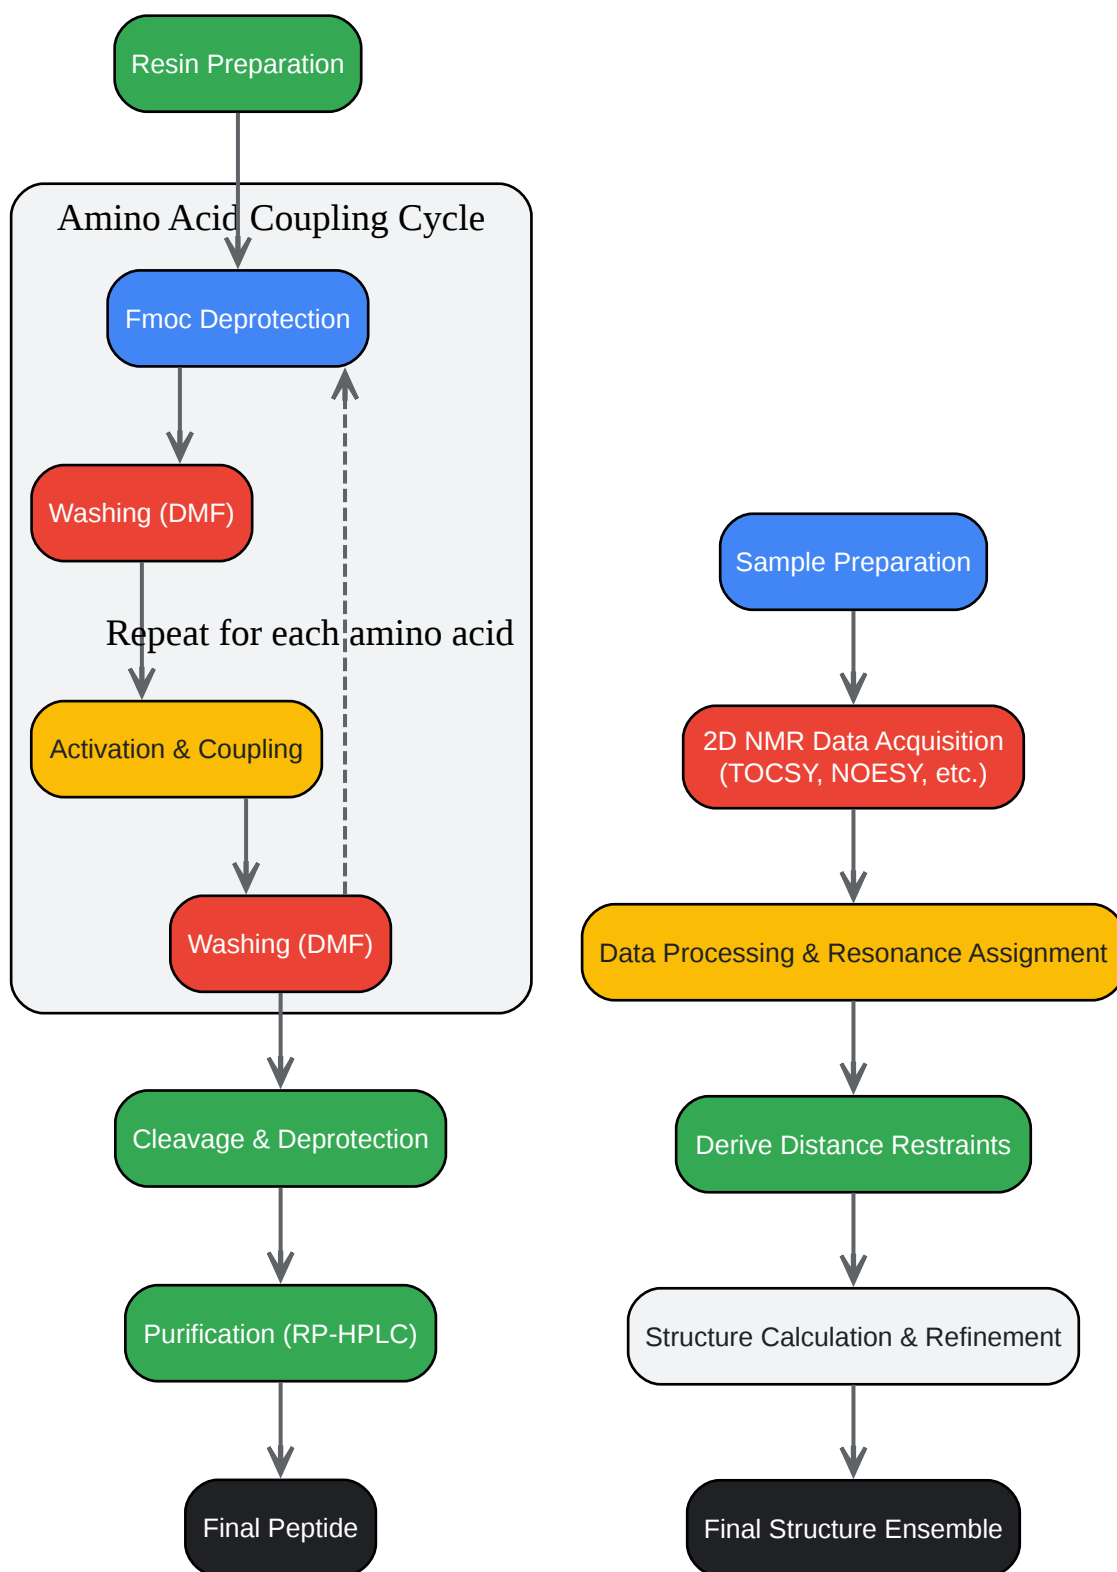 Resin Preparation
Amino Acid Coupling Cycle
Fmoc Deprotection
Washing (DMF)
Repeat for each amino acid
Activation & Coupling
Washing (DMF)
Cleavage & Deprotection
Purification (RP-HPLC)
Final Peptide
Sample Preparation
2D NMR Data Acquisition
(TOCSY, NOESY, etc.)
Data Processing & Resonance Assignment
Derive Distance Restraints
Structure Calculation & Refinement
Final Structure Ensemble